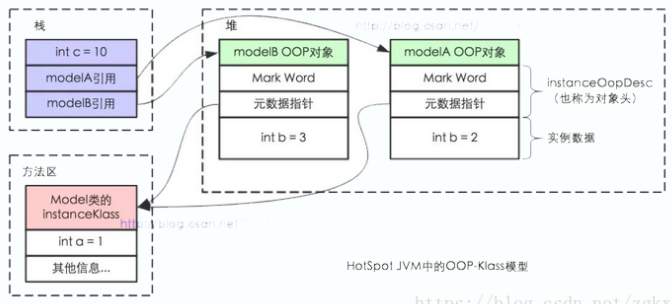 栈
int c = 10
modelA引用
modelB引用
堆
http://blog.csdn.net/
modelB OOP对象
Mark Word
元数据指针
int b = 3
modelA OOP对象
Mark Word
元数据指针
int b = 2
instanceOopDesc
(也称为对象头)
实例数据
方法区
Model类的
instanceKlass
http://blog.csdn.net/
int a = 1
其他信息...
HotSpot JVM中的OOP-Klass模型